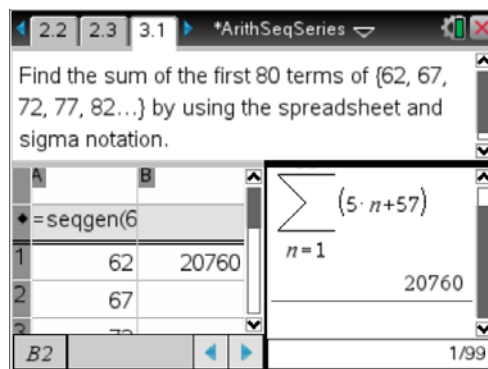 2.2 2.3 3.1 *ArithSeqSeries
Find the sum of the first 80 terms of {62, 67,
72, 77, 82...} by using the spreadsheet and
sigma notation.
A B
=seqgen(6
1 62 20760
2 67
B2
∑ (5· n+57)
n=1
20760
1/99